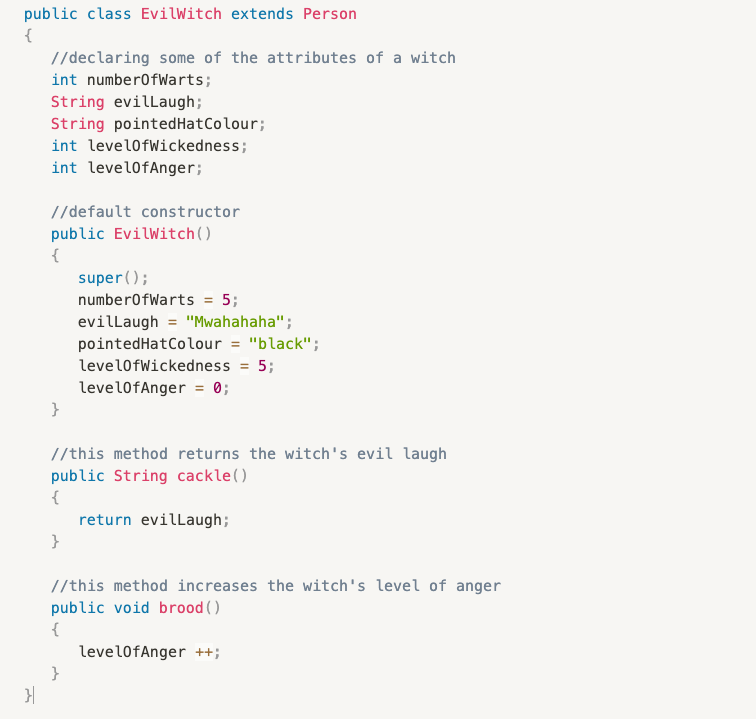 public class EvilWitch extends Person
{
//declaring some of the attributes of a witch
int numberOfWarts;
String evilLaugh;
String pointedHatColour;
int levelOfWickedness;
int levelOfAnger;
//default constructor
public EvilWitch()
{
super();
numberOfWarts = 5;
evilLaugh = "Mwahahaha";
pointedHatColour = "black";
levelOfWickedness = 5;
levelOfAnger = 0;
}
//this method returns the witch's evil laugh
public String cackle()
{
return evilLaugh;
}
//this method increases the witch's level of anger
public void brood()
{
levelOfAnger ++;
}
}